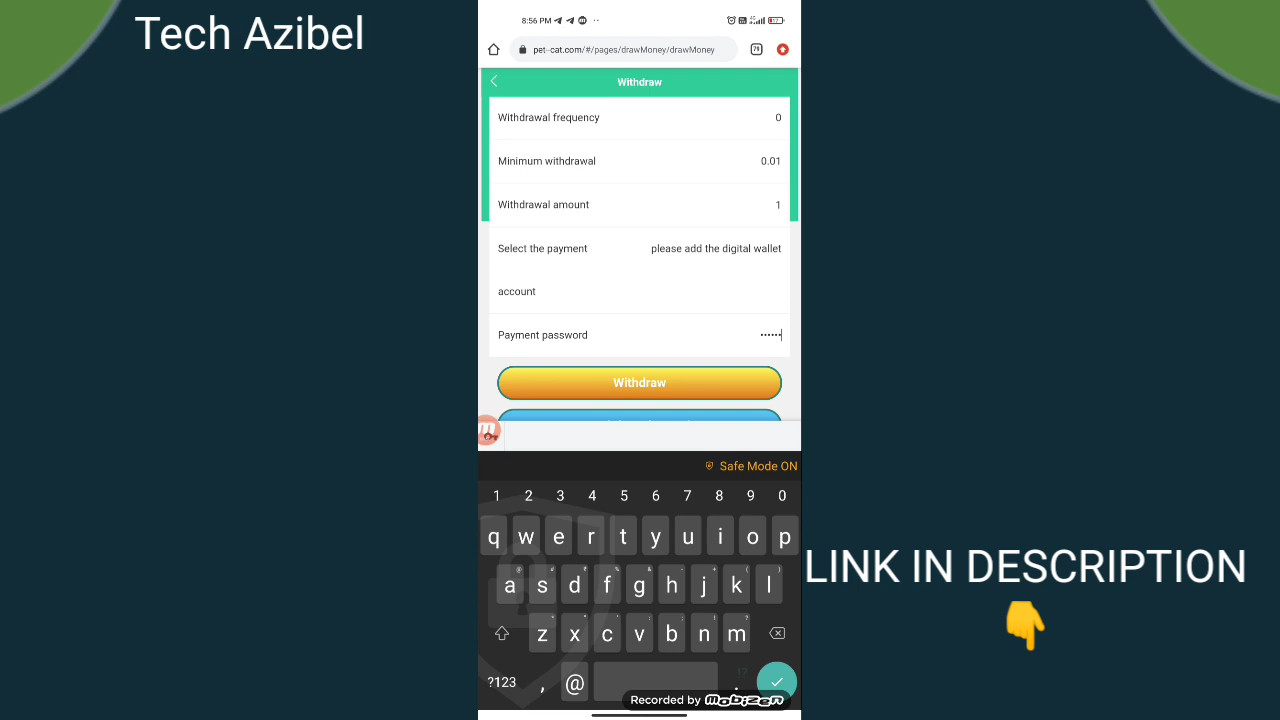 Tech Azibel
8:56 PM
pet-cat.com/#/pages/drawMoney/drawMoney
Withdraw
Withdrawal frequency 0
Minimum withdrawal 0.01
Withdrawal amount 1
Select the payment please add the digital wallet
account
Payment password ••••••
Withdraw
Safe Mode ON
1 2 3 4 5 6 7 8 9 0
q w e r t y u i o p
a s d f g h j k l
z x c v b n m
?123 , @ .
Recorded by mobizen
LINK IN DESCRIPTION